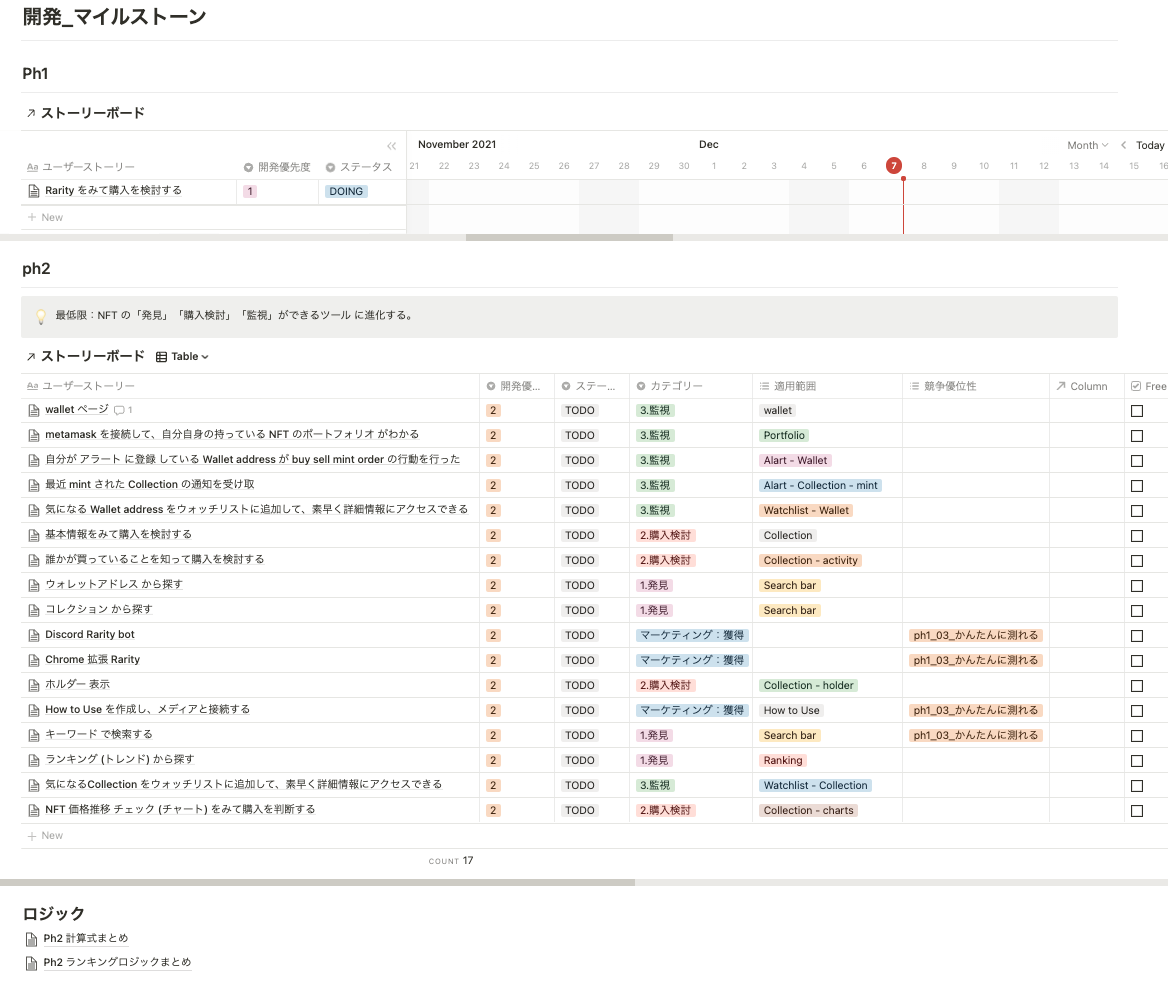 開発_マイルストーン
Ph1
ストーリーボード
November 2021 Dec Month Today
Aa ユーザーストーリー 開発優先度 ステータス 21 22 23 24 25 26 27 28 29 30 1 2 3 4 5 6 7 8 9 10 11 12 13 14 15 16
Rarity をみて購入を検討する 1 DOING
New
ph2
最低限：NFT の「発見」「購入検討」「監視」ができるツール に進化する。
ストーリーボード Table
Aa ユーザーストーリー 開発優... ステー... カテゴリー 適用範囲 競争優位性 Column Free
wallet ページ 1 2 TODO 3.監視 wallet
metamask を接続して、自分自身の持っている NFT のポートフォリオ がわかる 2 TODO 3.監視 Portfolio
自分が アラート に登録 している Wallet address が buy sell mint order の行動を行った 2 TODO 3.監視 Alart - Wallet
最近 mint された Collection の通知を受け取 2 TODO 3.監視 Alart - Collection - mint
気になる Wallet address をウォッチリストに追加して、素早く詳細情報にアクセスできる 2 TODO 3.監視 Watchlist - Wallet
基本情報をみて購入を検討する 2 TODO 2.購入検討 Collection
誰かが買っていることを知って購入を検討する 2 TODO 2.購入検討 Collection - activity
ウォレットアドレス から探す 2 TODO 1.発見 Search bar
コレクション から探す 2 TODO 1.発見 Search bar
Discord Rarity bot 2 TODO マーケティング：獲得 ph1_03_かんたんに測れる
Chrome 拡張 Rarity 2 TODO マーケティング：獲得 ph1_03_かんたんに測れる
ホルダー 表示 2 TODO 2.購入検討 Collection - holder
How to Use を作成し、メディアと接続する 2 TODO マーケティング：獲得 How to Use ph1_03_かんたんに測れる
キーワード で検索する 2 TODO 1.発見 Search bar ph1_03_かんたんに測れる
ランキング (トレンド) から探す 2 TODO 1.発見 Ranking
気になるCollection をウォッチリストに追加して、素早く詳細情報にアクセスできる 2 TODO 3.監視 Watchlist - Collection
NFT 価格推移 チェック (チャート) をみて購入を判断する 2 TODO 2.購入検討 Collection - charts
New
COUNT 17
ロジック
Ph2 計算式まとめ
Ph2 ランキングロジックまとめ